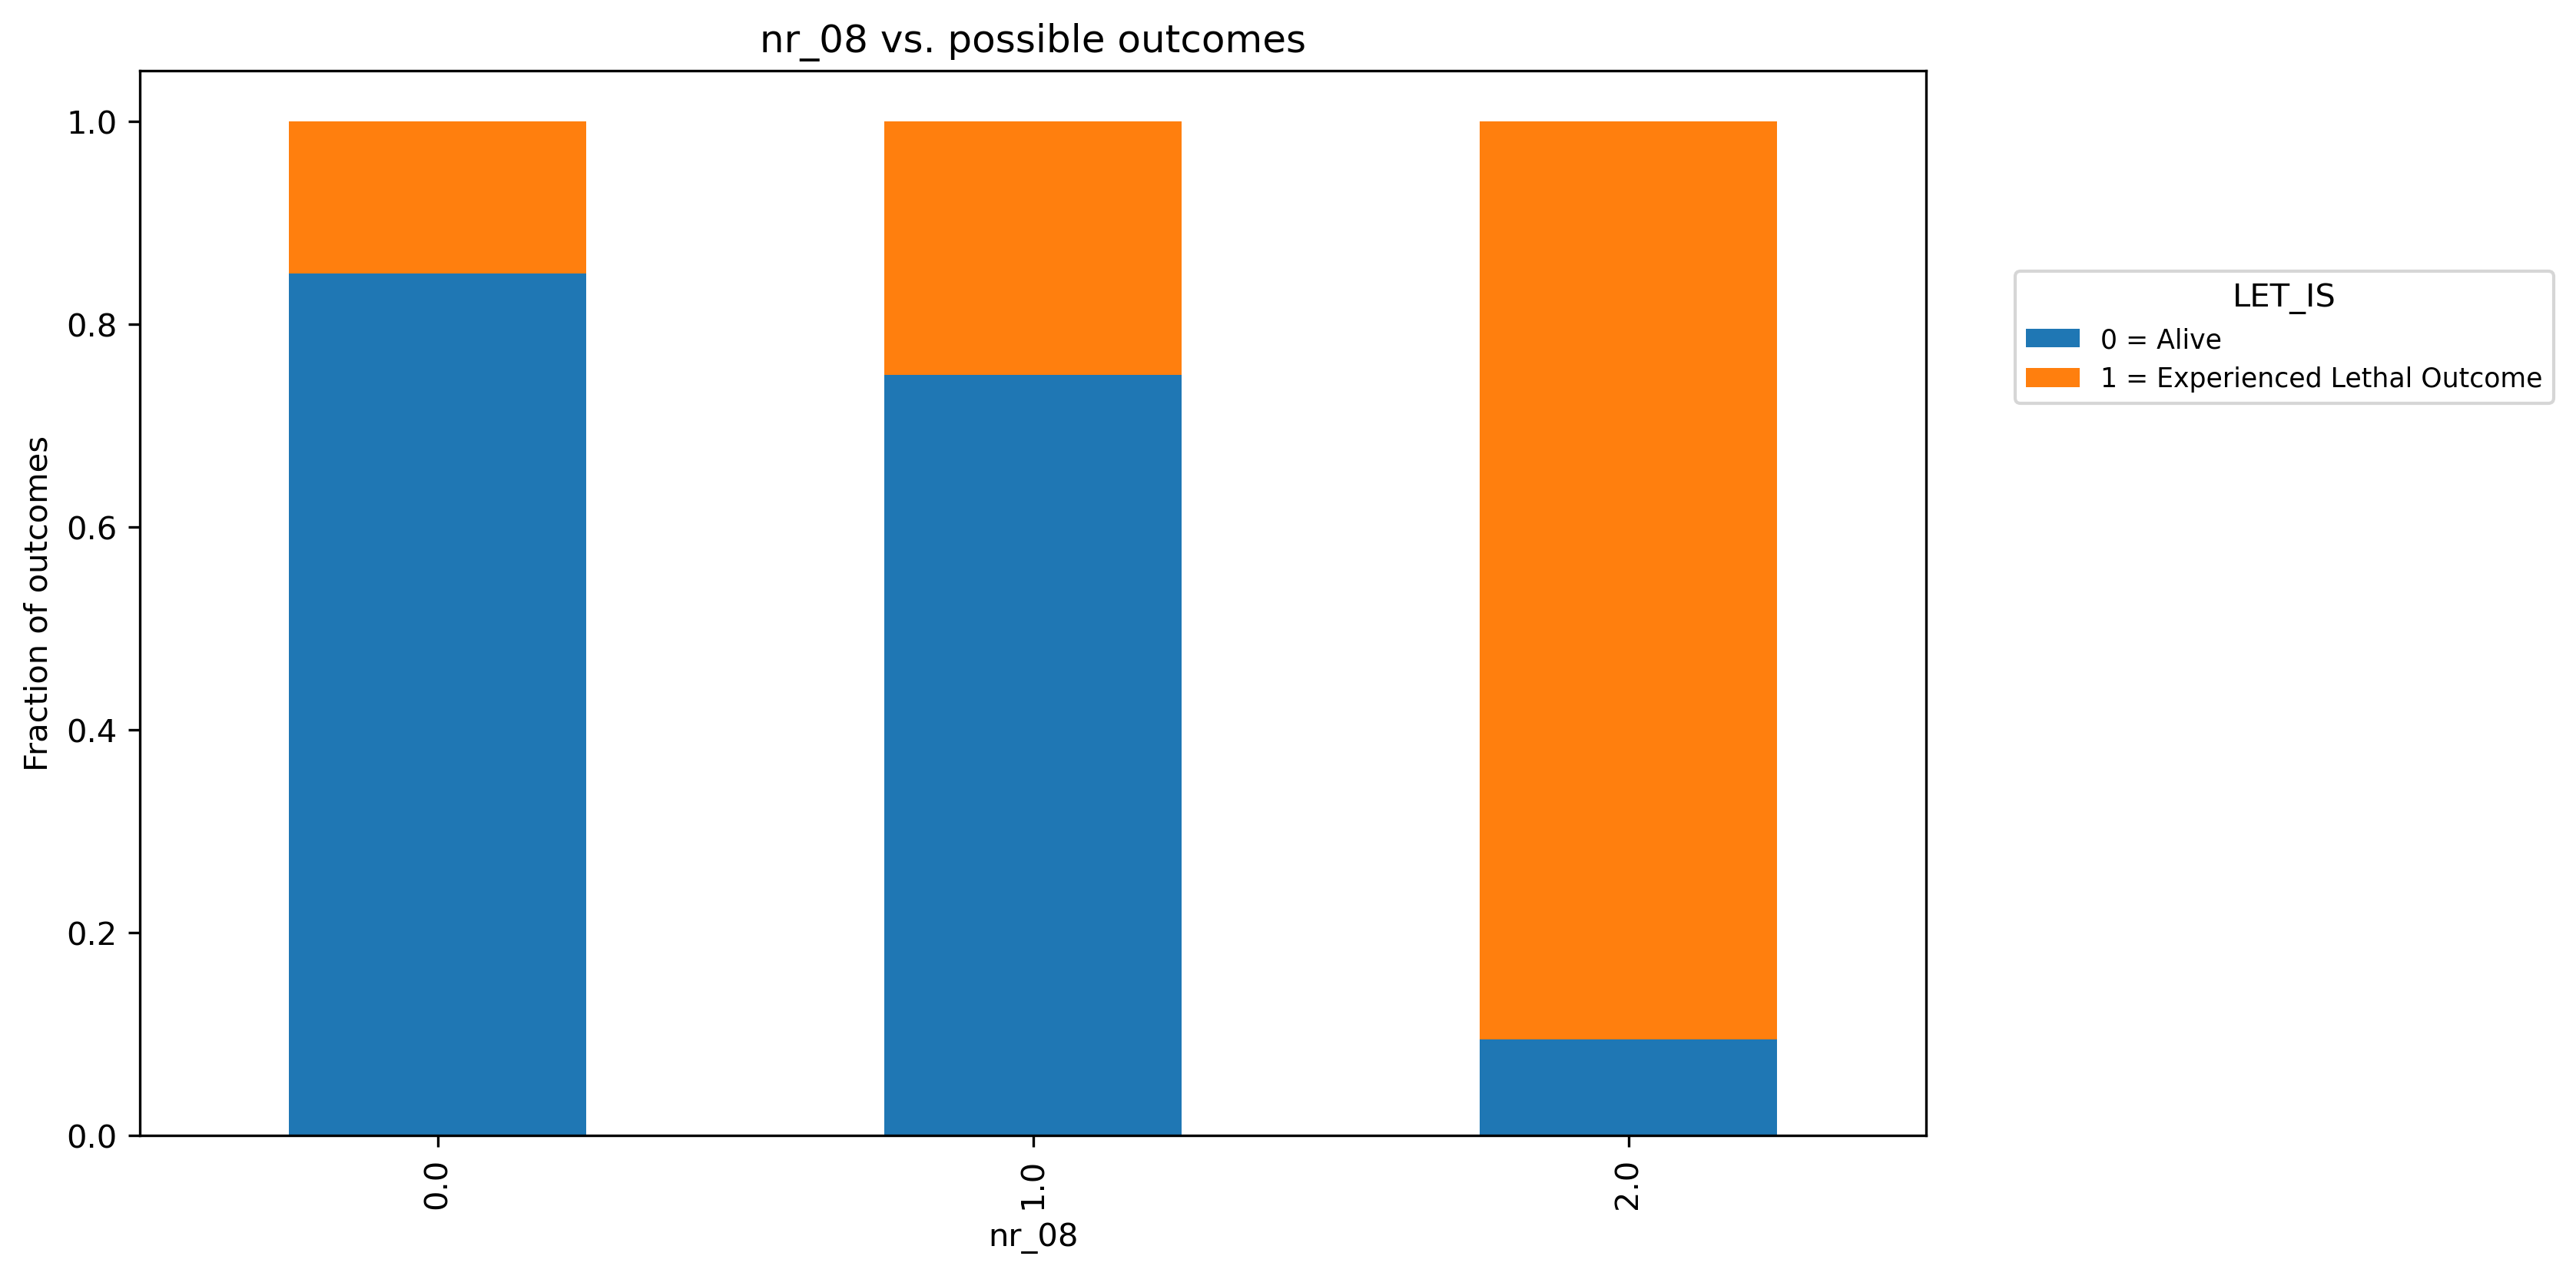 nr_08 vs. possible outcomes
1.0
0.8
0.6
0.4
0.2
0.0
Fraction of outcomes
0.0
1.0
2.0
nr_08
LET_IS
0 = Alive
1 = Experienced Lethal Outcome